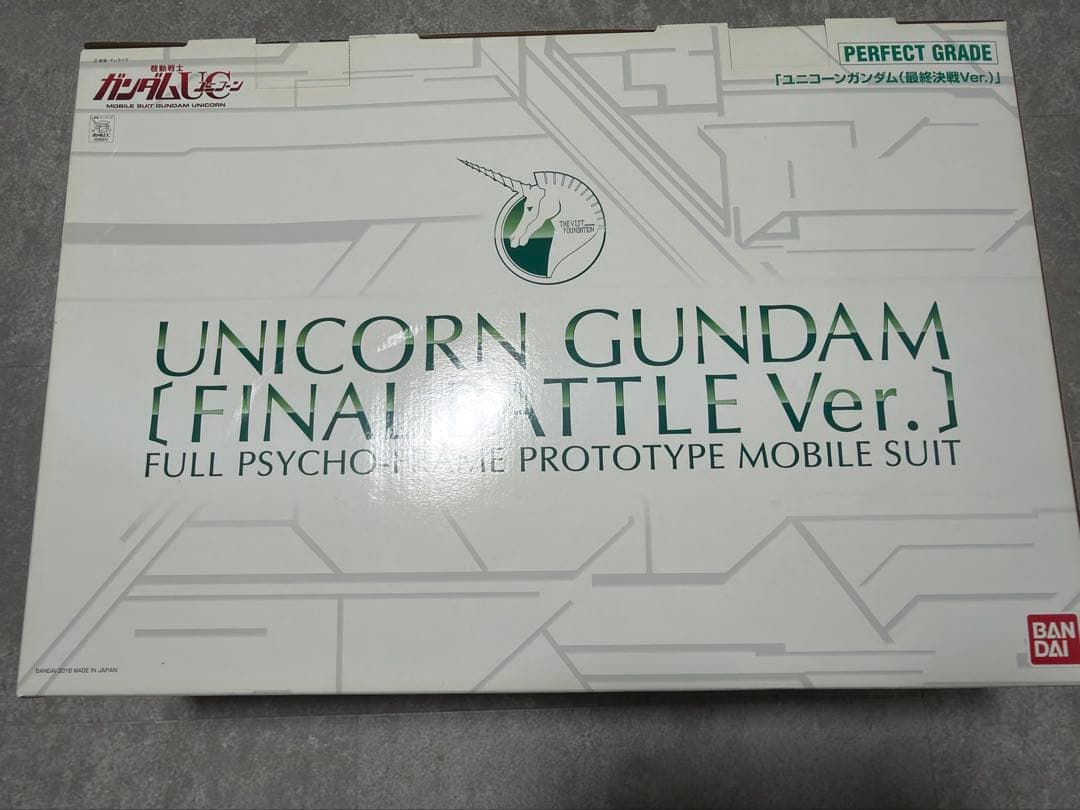 機動戦士
ガンダムUC
ユニコーン
MOBILE SUIT GUNDAM UNICORN
PERFECT GRADE
「ユニコーンガンダム(最終決戦Ver.)」
THE VIST
FOUNDATION
UNICORN GUNDAM
[FINAL BATTLE Ver.]
FULL PSYCHO-FRAME PROTOTYPE MOBILE SUIT
BANDAI 2016 MADE IN JAPAN
BAN
DAI